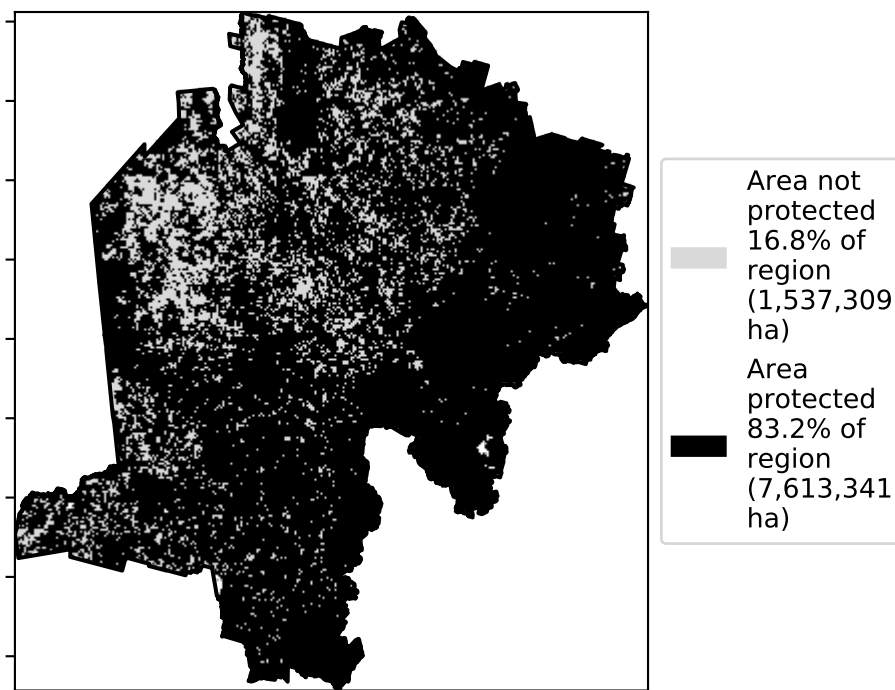 Area not
protected
16.8% of
region
(1,537,309
ha)
Area
protected
83.2% of
region
(7,613,341
ha)